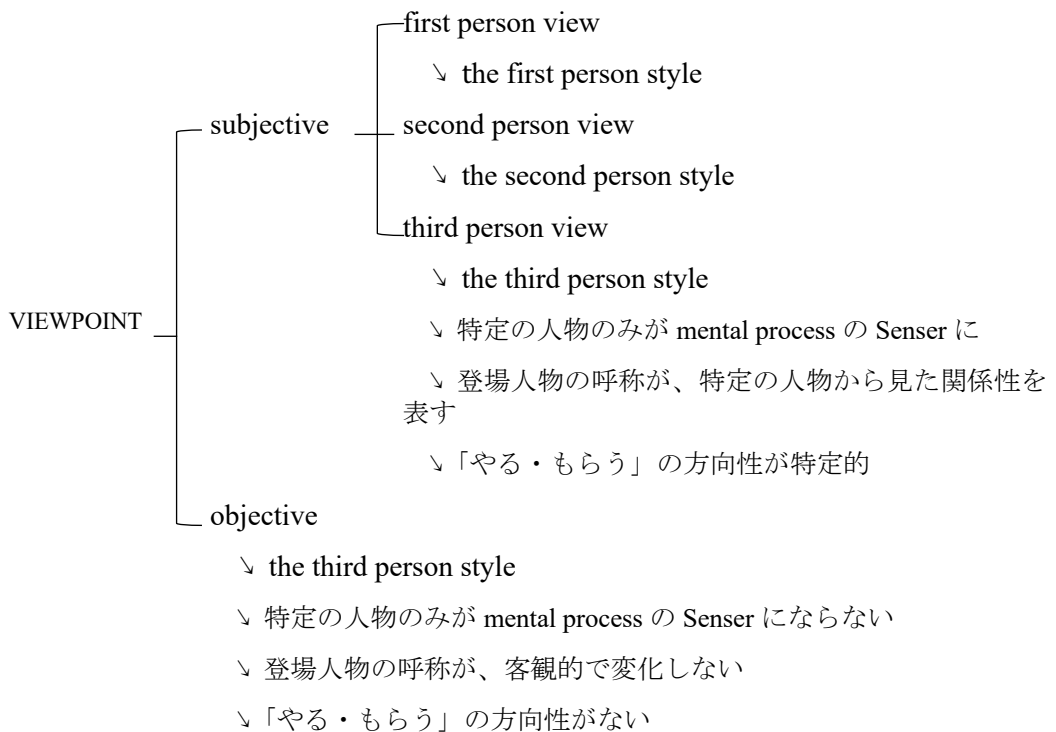 first person view
↘ the first person style
subjective
second person view
↘ the second person style
third person view
↘ the third person style
VIEWPOINT
↘ 特定の人物のみが mental process の Senser に
↘ 登場人物の呼称が、特定の人物から見た関係性を
表す
↘「やる・もらう」の方向性が特定的
objective
↘ the third person style
↘ 特定の人物のみが mental process の Senser にならない
↘ 登場人物の呼称が、客観的で変化しない
↘「やる・もらう」の方向性がない